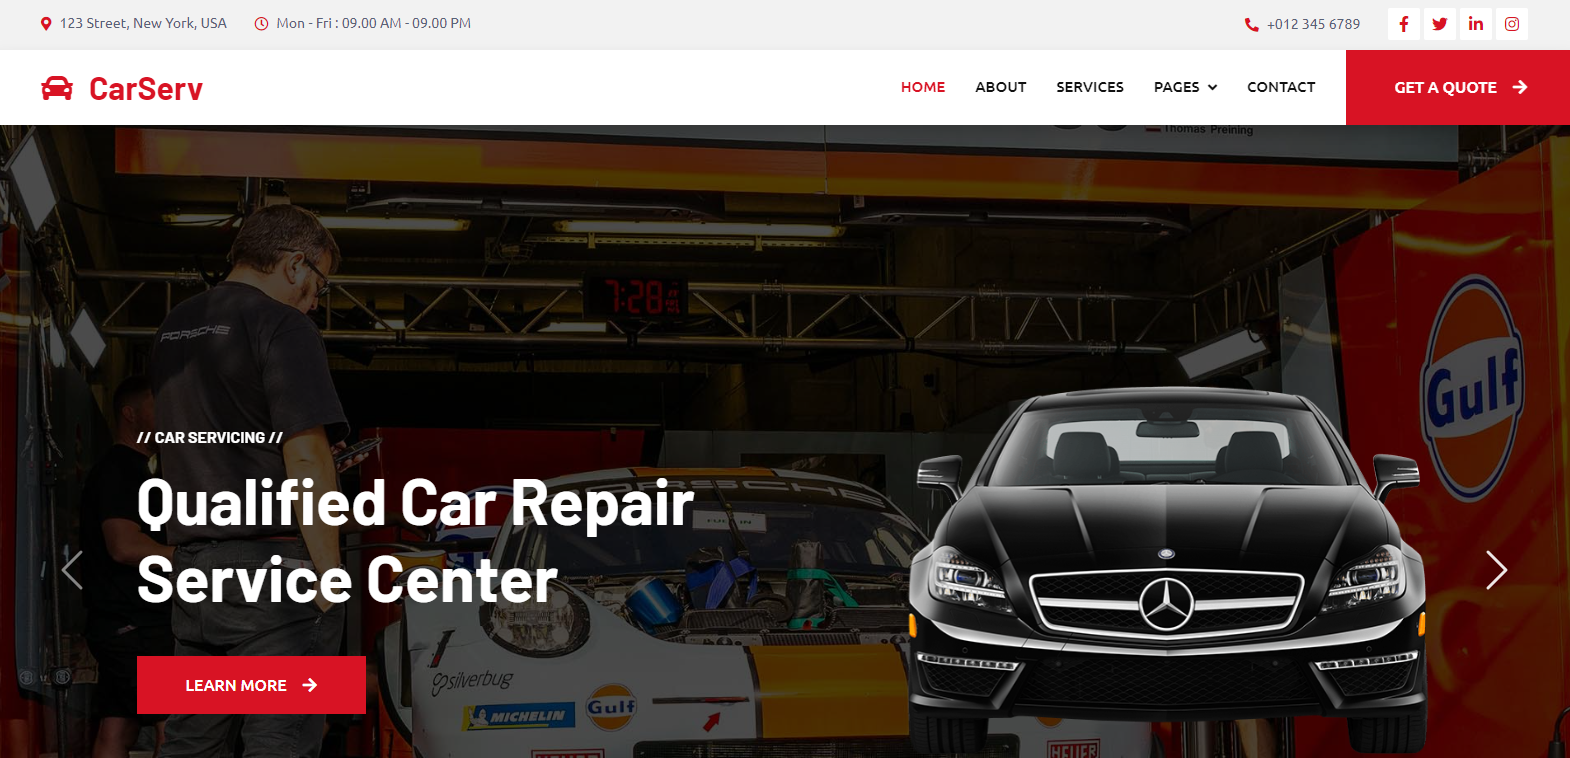 123 Street, New York, USA
Mon - Fri : 09.00 AM - 09.00 PM
+012 345 6789
CarServ
HOME
ABOUT
SERVICES
PAGES
CONTACT
GET A QUOTE
Thomas Preining
7:28
PORSCHE
Gulf
// CAR SERVICING //
Qualified Car Repair
Service Center
PORSCHE
LEARN MORE
silverbug
MICHELIN
Gulf
HEUER